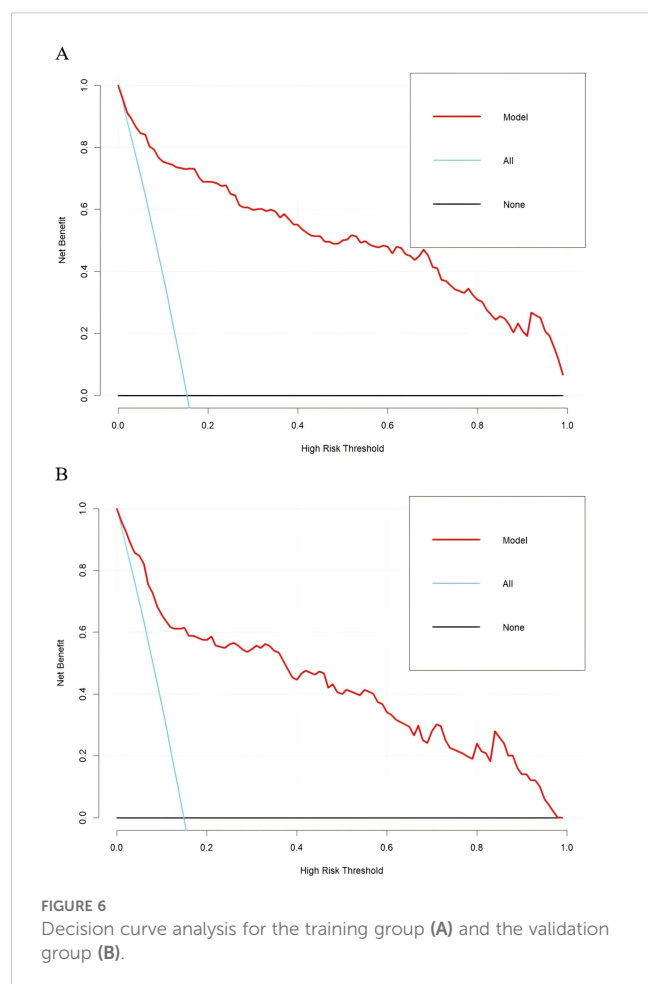 A
Net Benefit
1.0
0.8
0.6
0.4
0.2
0.0
Model
All
None
0.0 0.2 0.4 0.6 0.8 1.0
High Risk Threshold
B
Net Benefit
1.0
0.8
0.6
0.4
0.2
0.0
Model
All
None
0.0 0.2 0.4 0.6 0.8 1.0
High Risk Threshold
FIGURE 6
Decision curve analysis for the training group (A) and the validation
group (B).